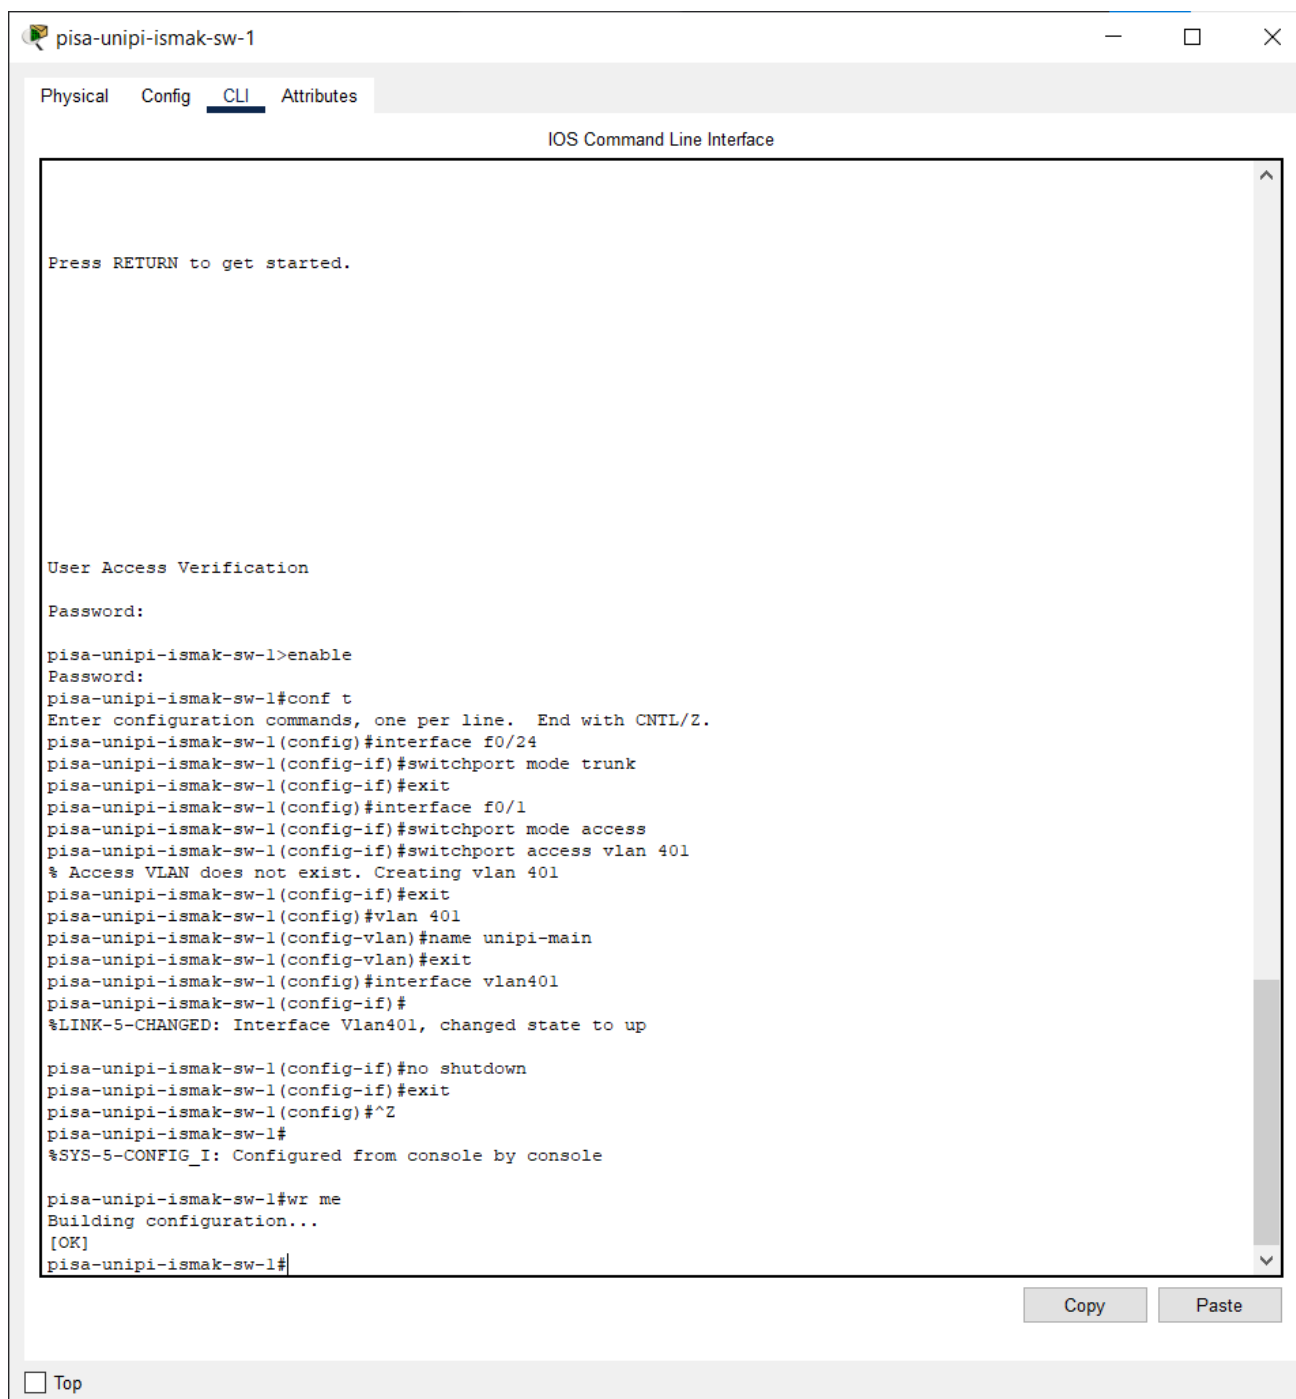 pisa-unipi-ismak-sw-1
Physical Config CLI Attributes
IOS Command Line Interface
Press RETURN to get started.
User Access Verification
Password:
pisa-unipi-ismak-sw-1>enable
Password:
pisa-unipi-ismak-sw-1#conf t
Enter configuration commands, one per line.  End with CNTL/Z.
pisa-unipi-ismak-sw-1(config)#interface f0/24
pisa-unipi-ismak-sw-1(config-if)#switchport mode trunk
pisa-unipi-ismak-sw-1(config-if)#exit
pisa-unipi-ismak-sw-1(config)#interface f0/1
pisa-unipi-ismak-sw-1(config-if)#switchport mode access
pisa-unipi-ismak-sw-1(config-if)#switchport access vlan 401
% Access VLAN does not exist. Creating vlan 401
pisa-unipi-ismak-sw-1(config-if)#exit
pisa-unipi-ismak-sw-1(config)#vlan 401
pisa-unipi-ismak-sw-1(config-vlan)#name unipi-main
pisa-unipi-ismak-sw-1(config-vlan)#exit
pisa-unipi-ismak-sw-1(config)#interface vlan401
pisa-unipi-ismak-sw-1(config-if)#
%LINK-5-CHANGED: Interface Vlan401, changed state to up
pisa-unipi-ismak-sw-1(config-if)#no shutdown
pisa-unipi-ismak-sw-1(config-if)#exit
pisa-unipi-ismak-sw-1(config)#^Z
pisa-unipi-ismak-sw-1#
%SYS-5-CONFIG_I: Configured from console by console
pisa-unipi-ismak-sw-1#wr me
Building configuration...
[OK]
pisa-unipi-ismak-sw-1#
Copy Paste
Top